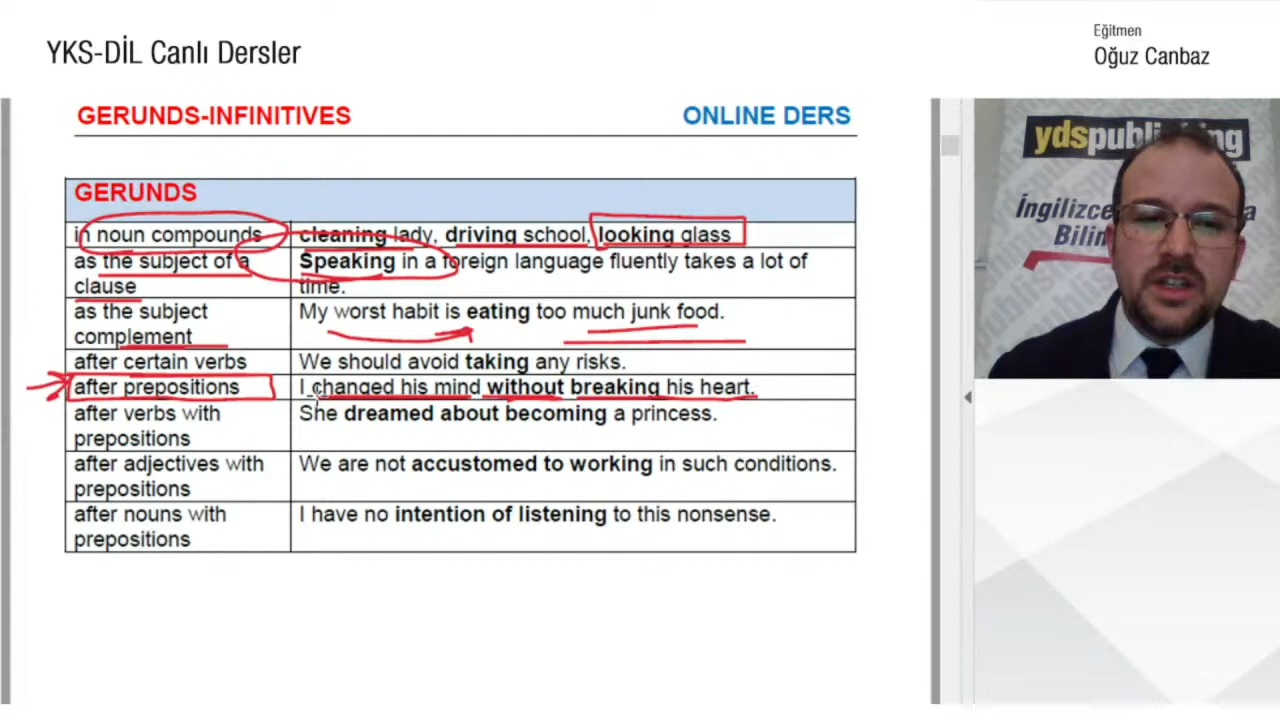 YKS-DİL Canlı Dersler
Eğitmen
Oğuz Canbaz
GERUNDS-INFINITIVES
ONLINE DERS
GERUNDS
in noun compounds
cleaning lady, driving school, looking glass
as the subject of a
clause
Speaking in a foreign language fluently takes a lot of
time.
as the subject
complement
My worst habit is eating too much junk food.
after certain verbs
We should avoid taking any risks.
after prepositions
I changed his mind without breaking his heart.
after verbs with
prepositions
She dreamed about becoming a princess.
after adjectives with
prepositions
We are not accustomed to working in such conditions.
after nouns with
prepositions
I have no intention of listening to this nonsense.
İngilizce